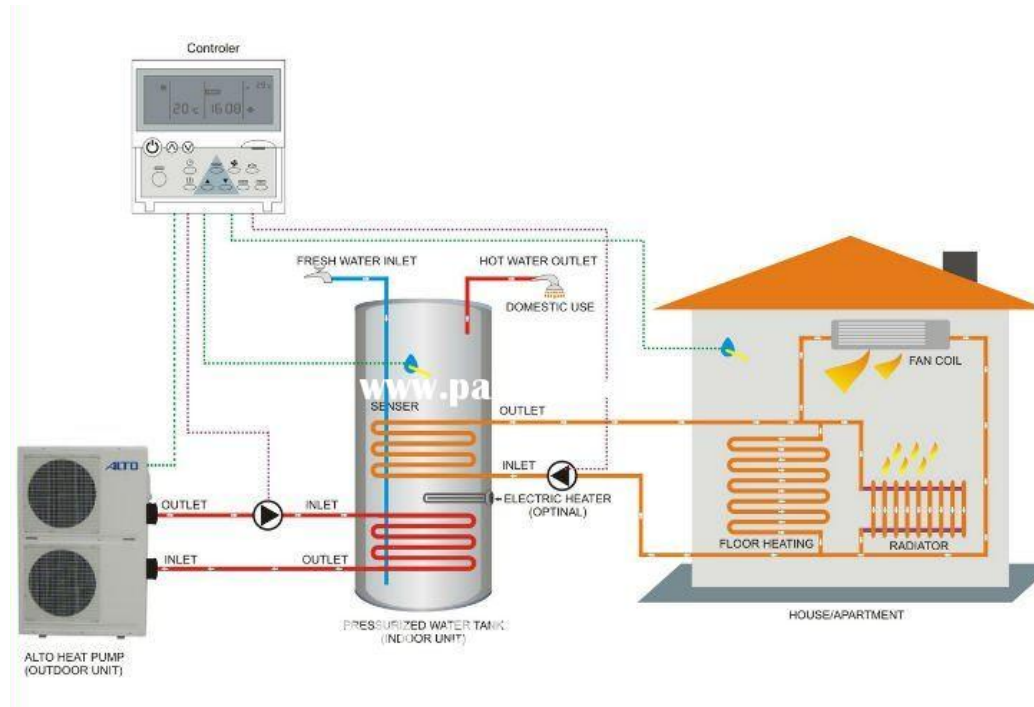 Controler
20 c 16 08
FRESH WATER INLET
HOT WATER OUTLET
DOMESTIC USE
FAN COIL
www.pa
SENSER
OUTLET
INLET
ELECTRIC HEATER
(OPTINAL)
ALTO
OUTLET
INLET
INLET
OUTLET
FLOOR HEATING
RADIATOR
HOUSE/APARTMENT
PRESSURIZED WATER TANK
(INDOOR UNIT)
ALTO HEAT PUMP
(OUTDOOR UNIT)